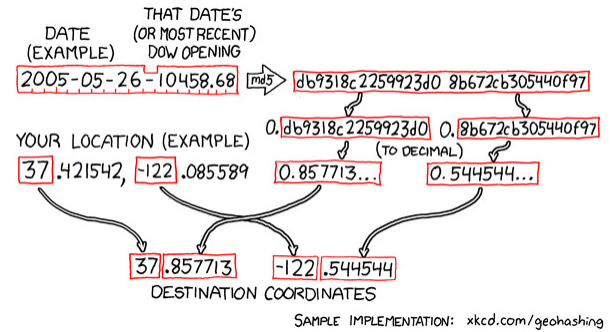 DATE
(EXAMPLE)
THAT DATE'S
(OR MOST RECENT)
DOW OPENING
2005-05-26-10458.68
md5
db9318c2259923d0 8b672cb305440f97
0.db9318c2259923d0
0.8b672cb305440f97
(TO DECIMAL)
YOUR LOCATION (EXAMPLE)
37.421542, -122.085589
0.857713...
0.544544...
37.857713
-122.544544
DESTINATION COORDINATES
SAMPLE IMPLEMENTATION: xkcd.com/geohashing